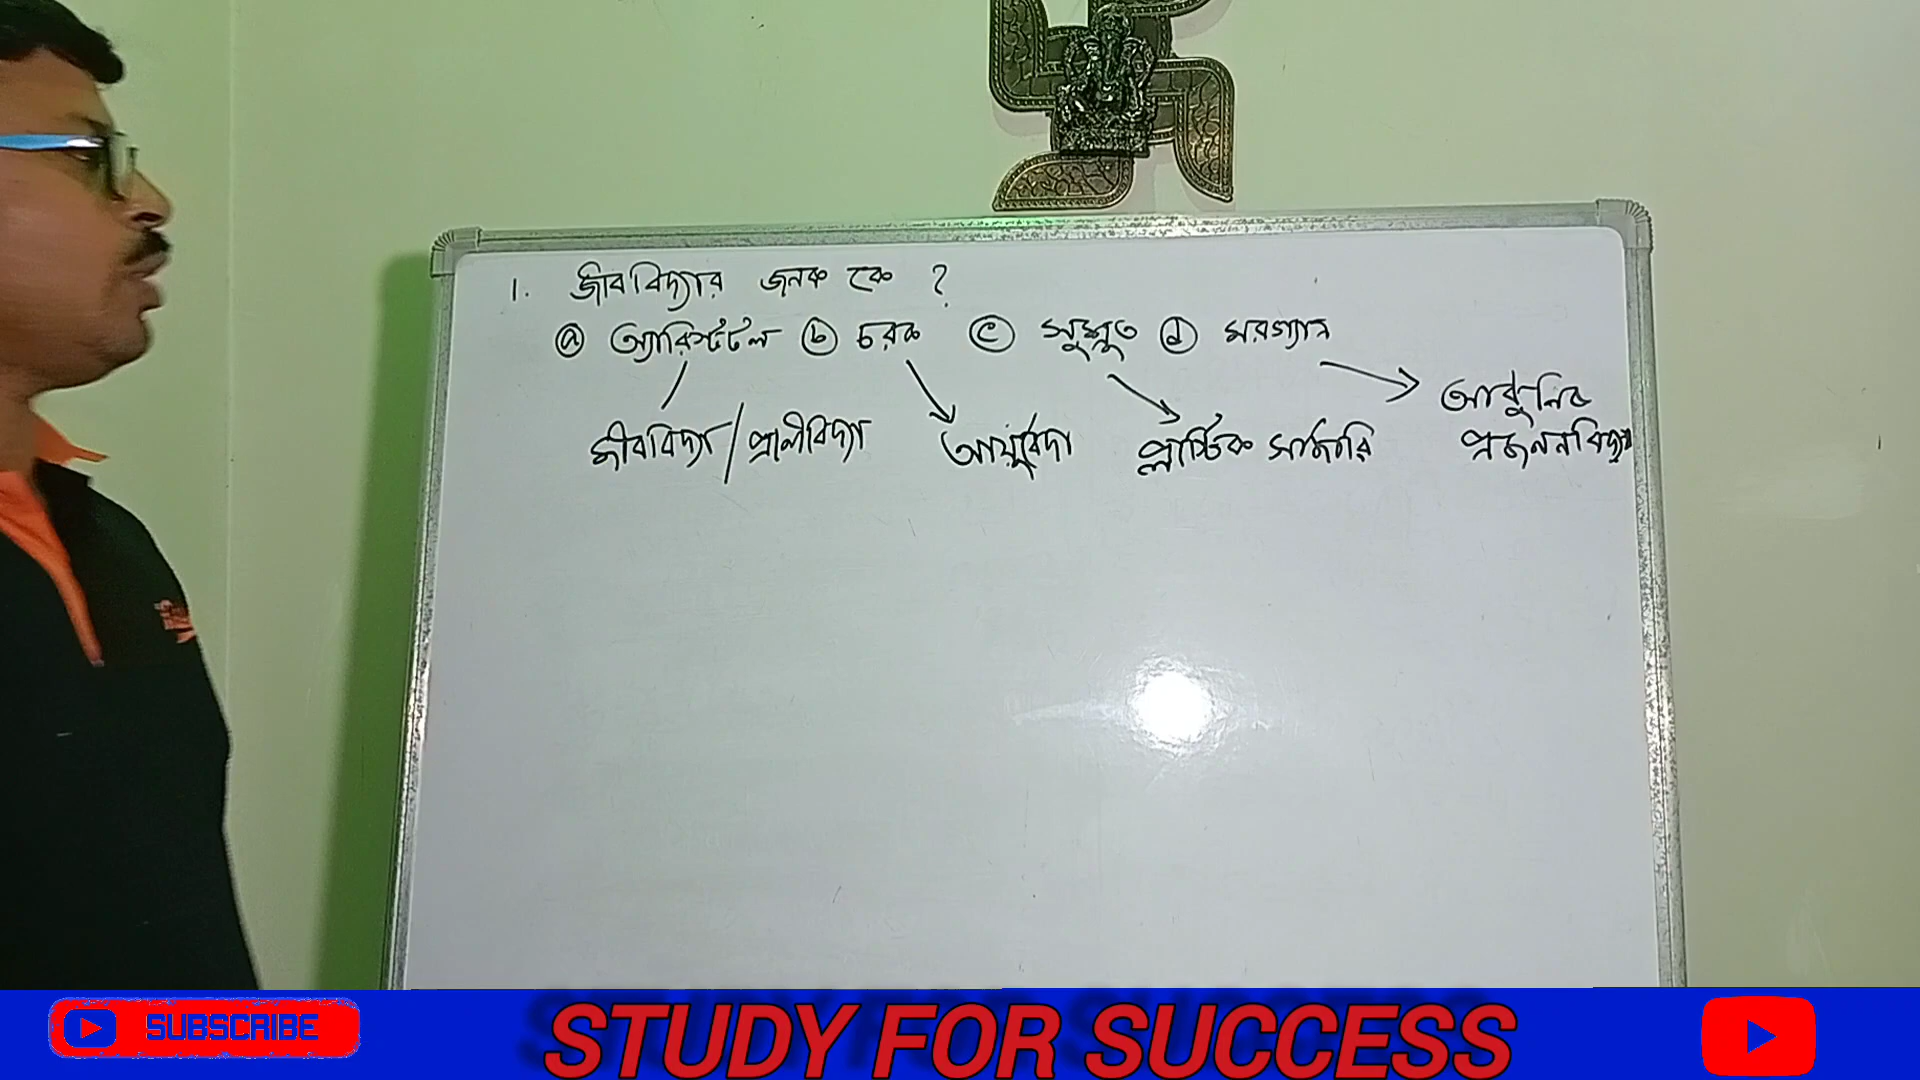 1. জীববিদ্যার জনক কে ?
ⓐ অ্যারিস্টটল ⓑ চরক ⓒ সুশ্রুত ⓓ মরগ্যান
জীববিদ্যা / প্রাণীবিদ্যা আয়ুর্বেদ প্লাস্টিক সার্জারি আধুনিক
প্রজননবিদ্যা
SUBSCRIBE STUDY FOR SUCCESS